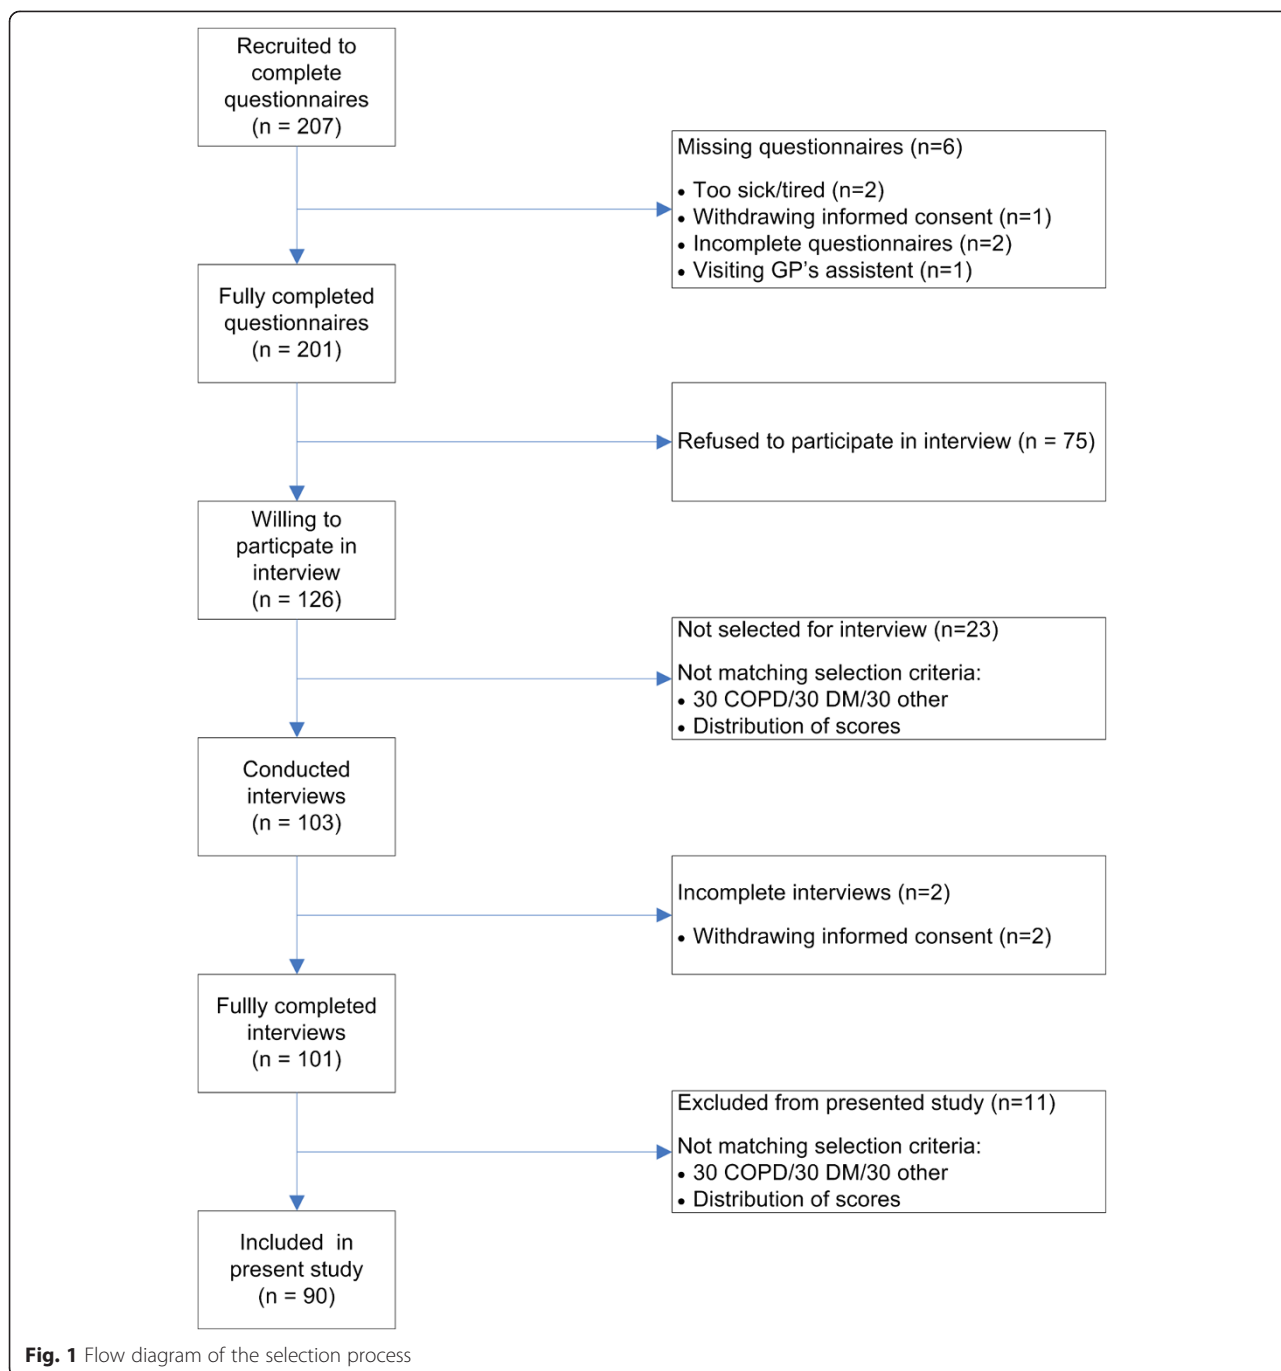 Recruited to
complete
questionnaires
(n = 207)
Missing questionnaires (n=6)
• Too sick/tired (n=2)
• Withdrawing informed consent (n=1)
• Incomplete questionnaires (n=2)
• Visiting GP's assistent (n=1)
Fully completed
questionnaires
(n = 201)
Refused to participate in interview (n = 75)
Willing to
particpate in
interview
(n = 126)
Not selected for interview (n=23)
Not matching selection criteria:
• 30 COPD/30 DM/30 other
• Distribution of scores
Conducted
interviews
(n = 103)
Incomplete interviews (n=2)
• Withdrawing informed consent (n=2)
Fullly completed
interviews
(n = 101)
Excluded from presented study (n=11)
Not matching selection criteria:
• 30 COPD/30 DM/30 other
• Distribution of scores
Included in
present study
(n = 90)
Fig. 1 Flow diagram of the selection process